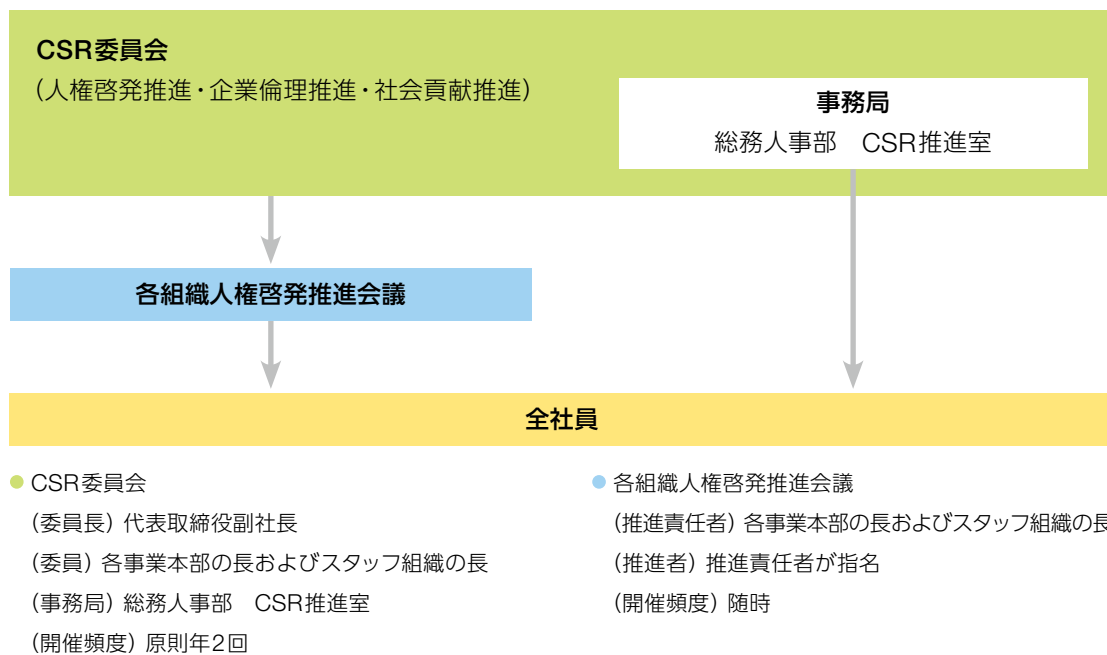 CSR委員会
（人権啓発推進・企業倫理推進・社会貢献推進）
事務局
総務人事部　CSR推進室
各組織人権啓発推進会議
全社員
CSR委員会
（委員長）代表取締役副社長
（委員）各事業本部の長およびスタッフ組織の長
（事務局）総務人事部　CSR推進室
（開催頻度）原則年2回
各組織人権啓発推進会議
（推進責任者）各事業本部の長およびスタッフ組織の長
（推進者）推進責任者が指名
（開催頻度）随時